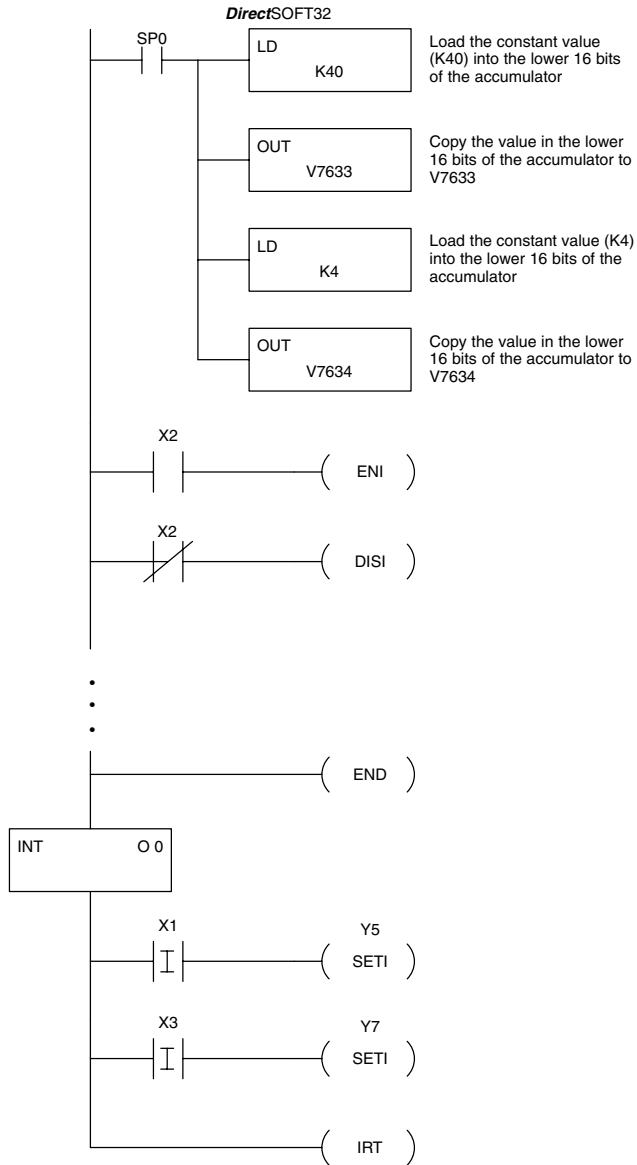 DirectSOFT32
SP0
LD
K40
Load the constant value
(K40) into the lower 16 bits
of the accumulator
OUT
V7633
Copy the value in the lower
16 bits of the accumulator to
V7633
LD
K4
Load the constant value (K4)
into the lower 16 bits of the
accumulator
OUT
V7634
Copy the value in the lower
16 bits of the accumulator to
V7634
X2
ENI
X2
DISI
END
INT O 0
X1
Y5
SETI
X3
Y7
SETI
IRT